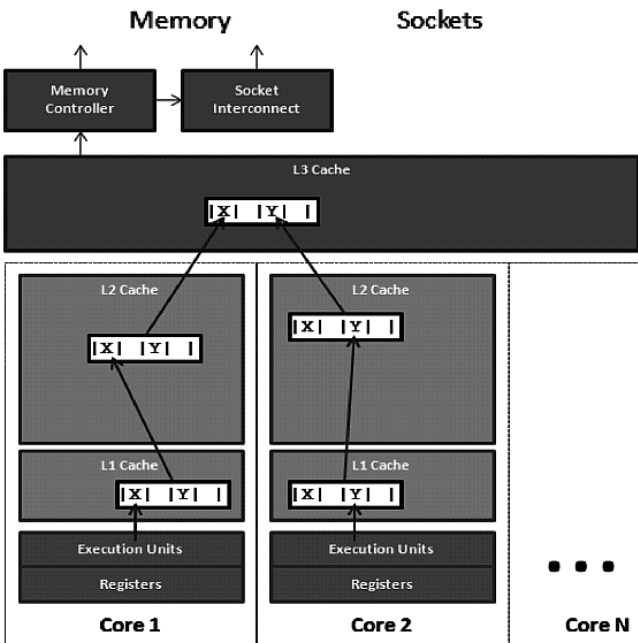 Memory Sockets
Memory
Controller
Socket
Interconnect
L3 Cache
|X| |Y| |
L2 Cache
|X| |Y| |
L1 Cache
|X| |Y| |
Execution Units
Registers
Core 1
L2 Cache
|X| |Y| |
L1 Cache
|X| |Y| |
Execution Units
Registers
Core 2
...
Core N